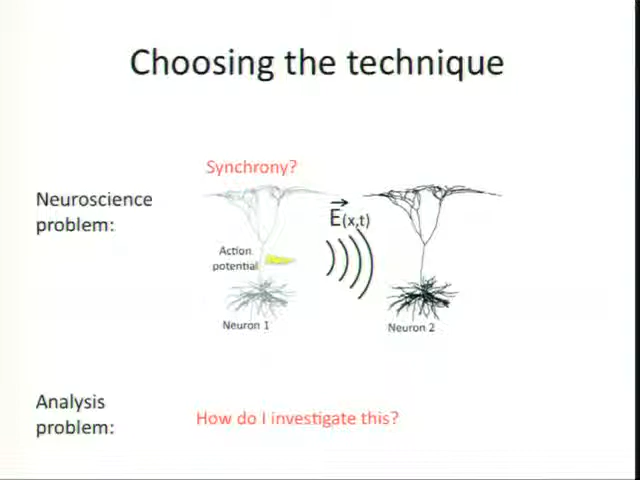 Choosing the technique
Synchrony?
Neuroscience
problem:
E(x,t)
Action
potential
Neuron 1
Neuron 2
Analysis
problem:
How do I investigate this?